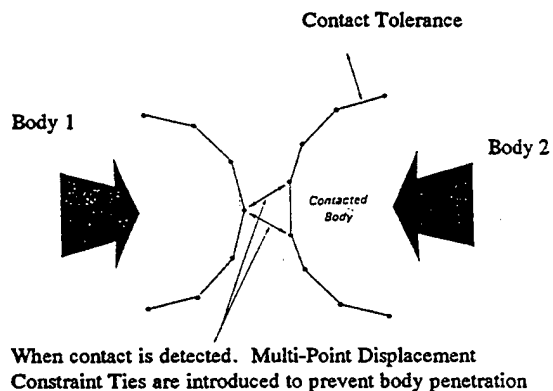 Contact Tolerance
Body 1
Body 2
Contacted
Body
When contact is detected. Multi-Point Displacement
Constraint Ties are introduced to prevent body penetration